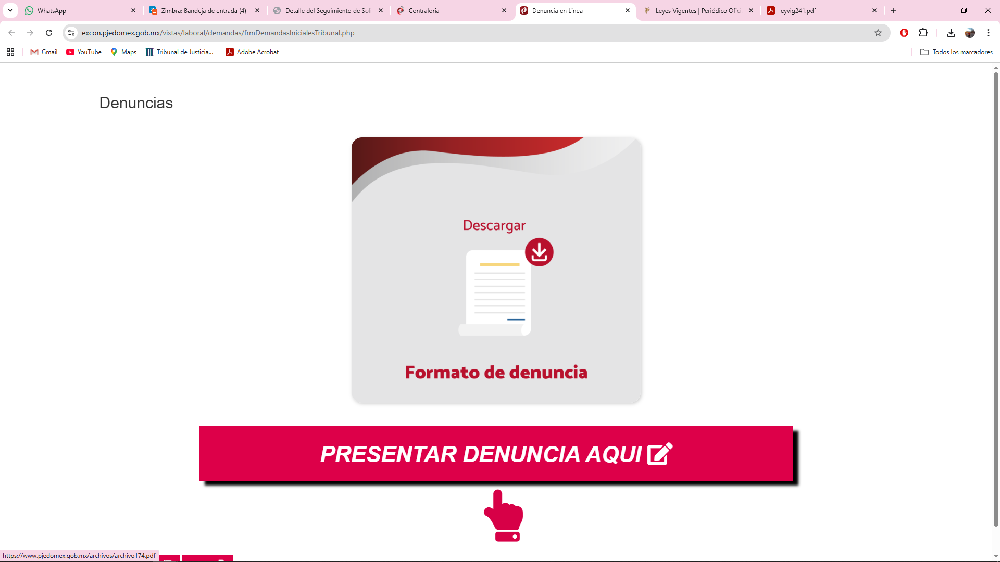 WhatsApp
Zimbra: Bandeja de entrada (4)
Detalle del Seguimiento de Soli
Contraloria
Denuncia en Linea
Leyes Vigentes | Periódico Ofici
leyvig241.pdf
excon.pjedomex.gob.mx/vistas/laboral/demandas/frmDemandasInicialesTribunal.php
Gmail
YouTube
Maps
Tribunal de Justicia...
Adobe Acrobat
Todos los marcadores
Denuncias
Descargar
Formato de denuncia
PRESENTAR DENUNCIA AQUI
https://www.pjedomex.gob.mx/archivos/archivo174.pdf